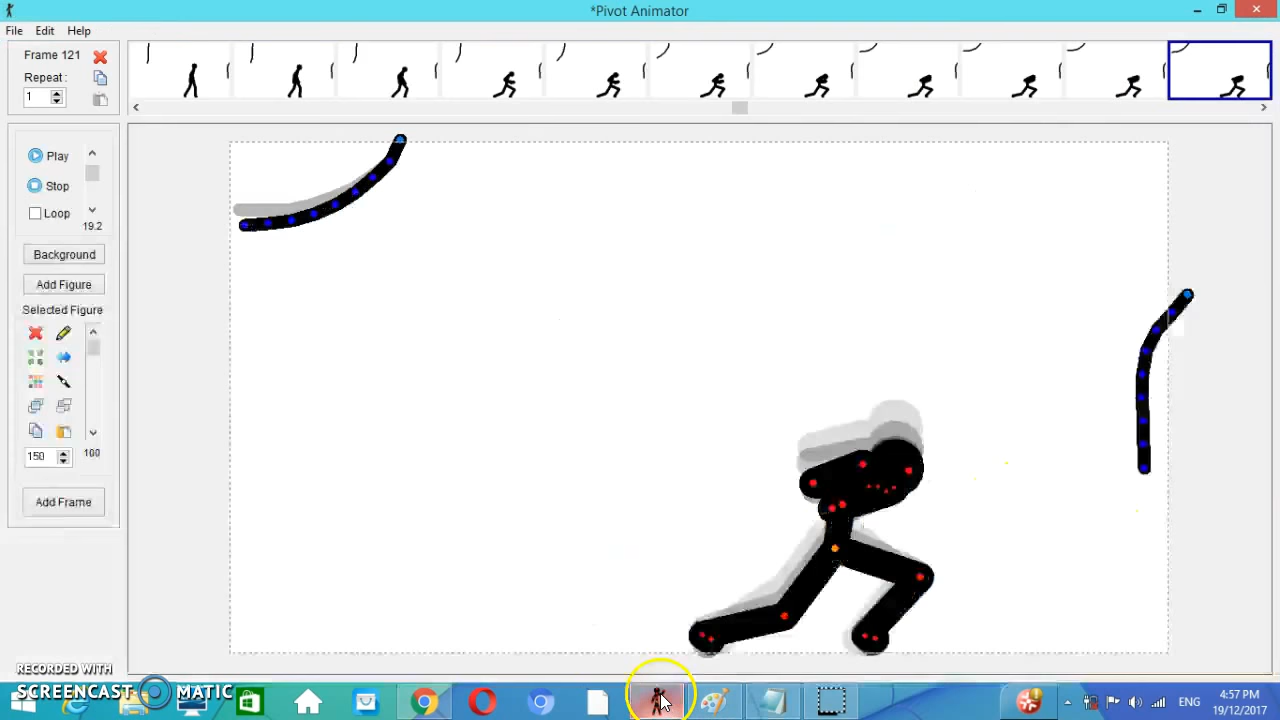 *Pivot Animator
File Edit Help
Frame 121
Repeat :
1
Play
Stop
Loop
19.2
Background
Add Figure
Selected Figure
150
100
Add Frame
RECORDED WITH
SCREENCAST MATIC
ENG
4:57 PM
19/12/2017